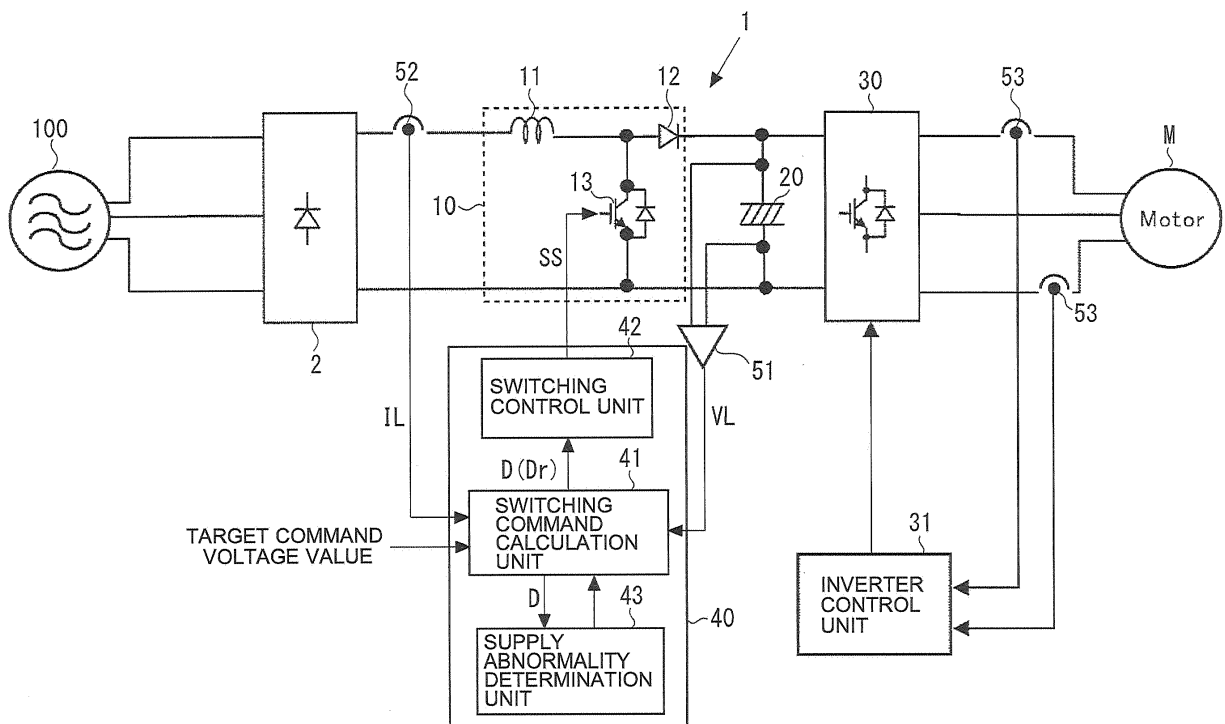 1
52
11
12
30
53
100
M
13
20
10
Motor
SS
53
2
42
51
SWITCHING
CONTROL UNIT
IL
VL
D(Dr)
41
SWITCHING
COMMAND
CALCULATION
UNIT
TARGET COMMAND
VOLTAGE VALUE
31
INVERTER
CONTROL
UNIT
D
43
40
SUPPLY
ABNORMALITY
DETERMINATION
UNIT